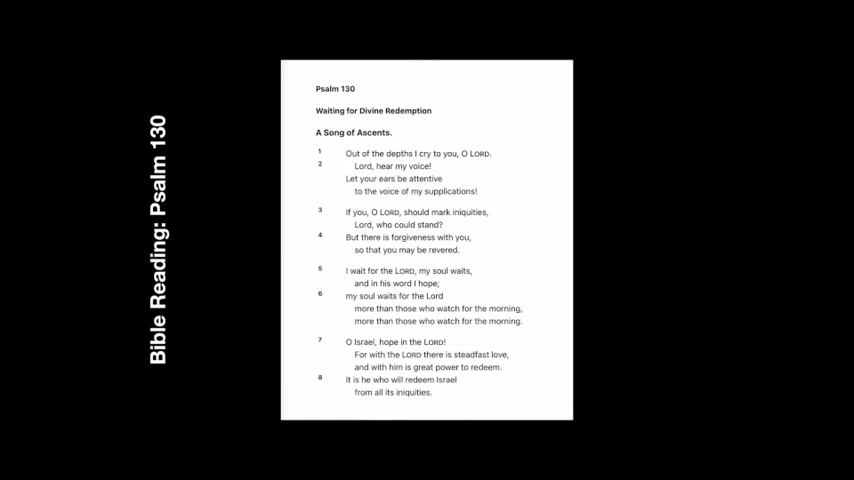 Bible Reading: Psalm 130
Psalm 130
Waiting for Divine Redemption
A Song of Ascents.
1 Out of the depths I cry to you, O LORD.
2 Lord, hear my voice!
Let your ears be attentive
to the voice of my supplications!
3 If you, O LORD, should mark iniquities,
Lord, who could stand?
4 But there is forgiveness with you,
so that you may be revered.
5 I wait for the LORD, my soul waits,
and in his word I hope;
6 my soul waits for the Lord
more than those who watch for the morning,
more than those who watch for the morning.
7 O Israel, hope in the LORD!
For with the LORD there is steadfast love,
and with him is great power to redeem.
8 It is he who will redeem Israel
from all its iniquities.